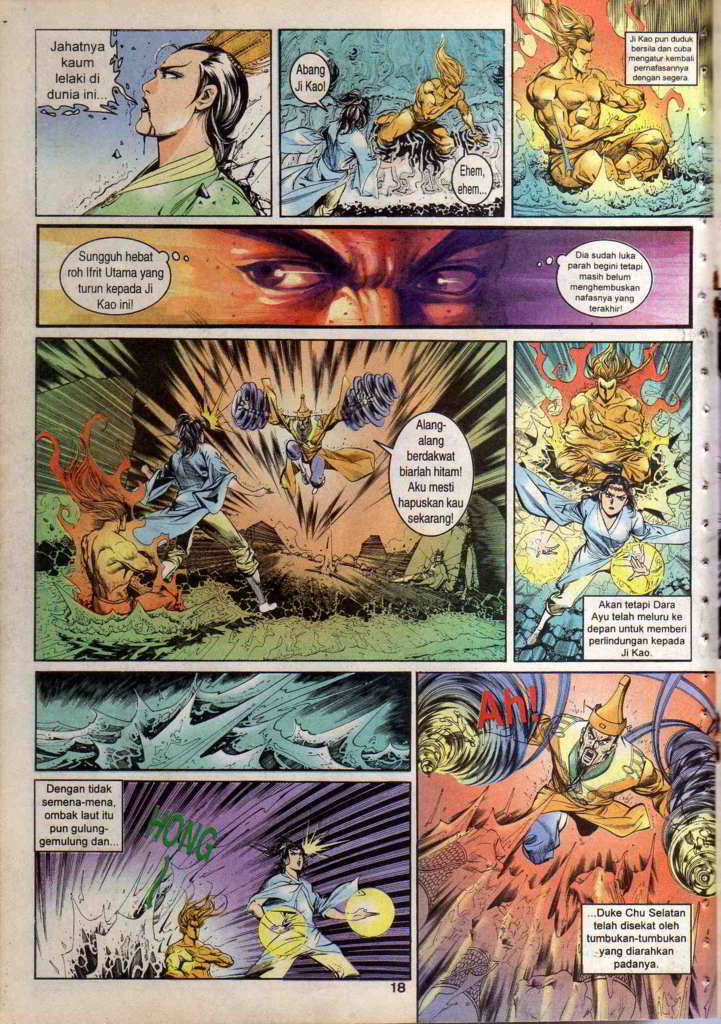 Jahatnya
kaum
lelaki di
dunia ini...
Abang
Ji Kao!
Ehem,
ehem...
Ji Kao pun duduk
bersila dan cuba
mengatur kembali
pernafasannya
dengan segera.
Sungguh hebat
roh Ifrit Utama yang
turun kepada Ji
Kao ini!
Dia sudah luka
parah begini tetapi
masih belum
menghembuskan
nafasnya yang
terakhir!
Alang-
alang
berdakwat
biarlah hitam!
Aku mesti
hapuskan kau
sekarang!
Akan tetapi Dara
Ayu telah meluru ke
depan untuk memberi
perlindungan kepada
Ji Kao.
Dengan tidak
semena-mena,
ombak laut itu
pun gulung-
gemulung dan...
HONG
!
Ah!
...Duke Chu Selatan
telah disekat oleh
tumbukan-tumbukan
yang diarahkan
padanya.
18